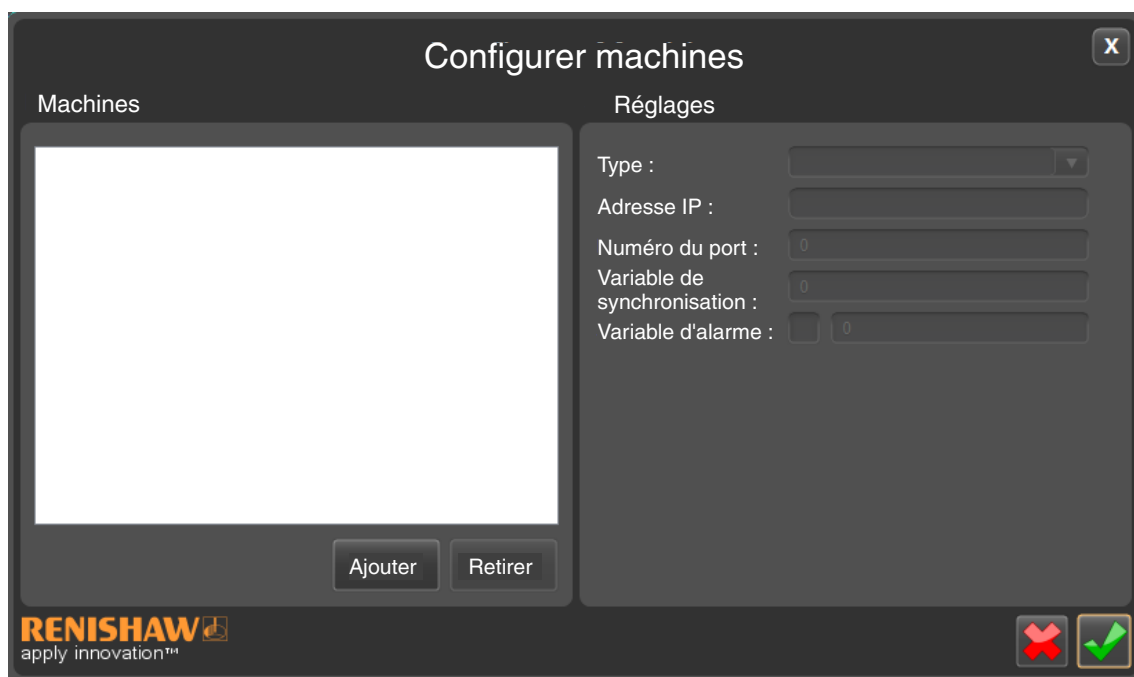 Configurer machines
X
Machines
Réglages
Type :
Adresse IP :
Numéro du port :
0
Variable de
synchronisation :
0
Variable d'alarme :
0
Ajouter
Retirer
RENISHAW
apply innovation™